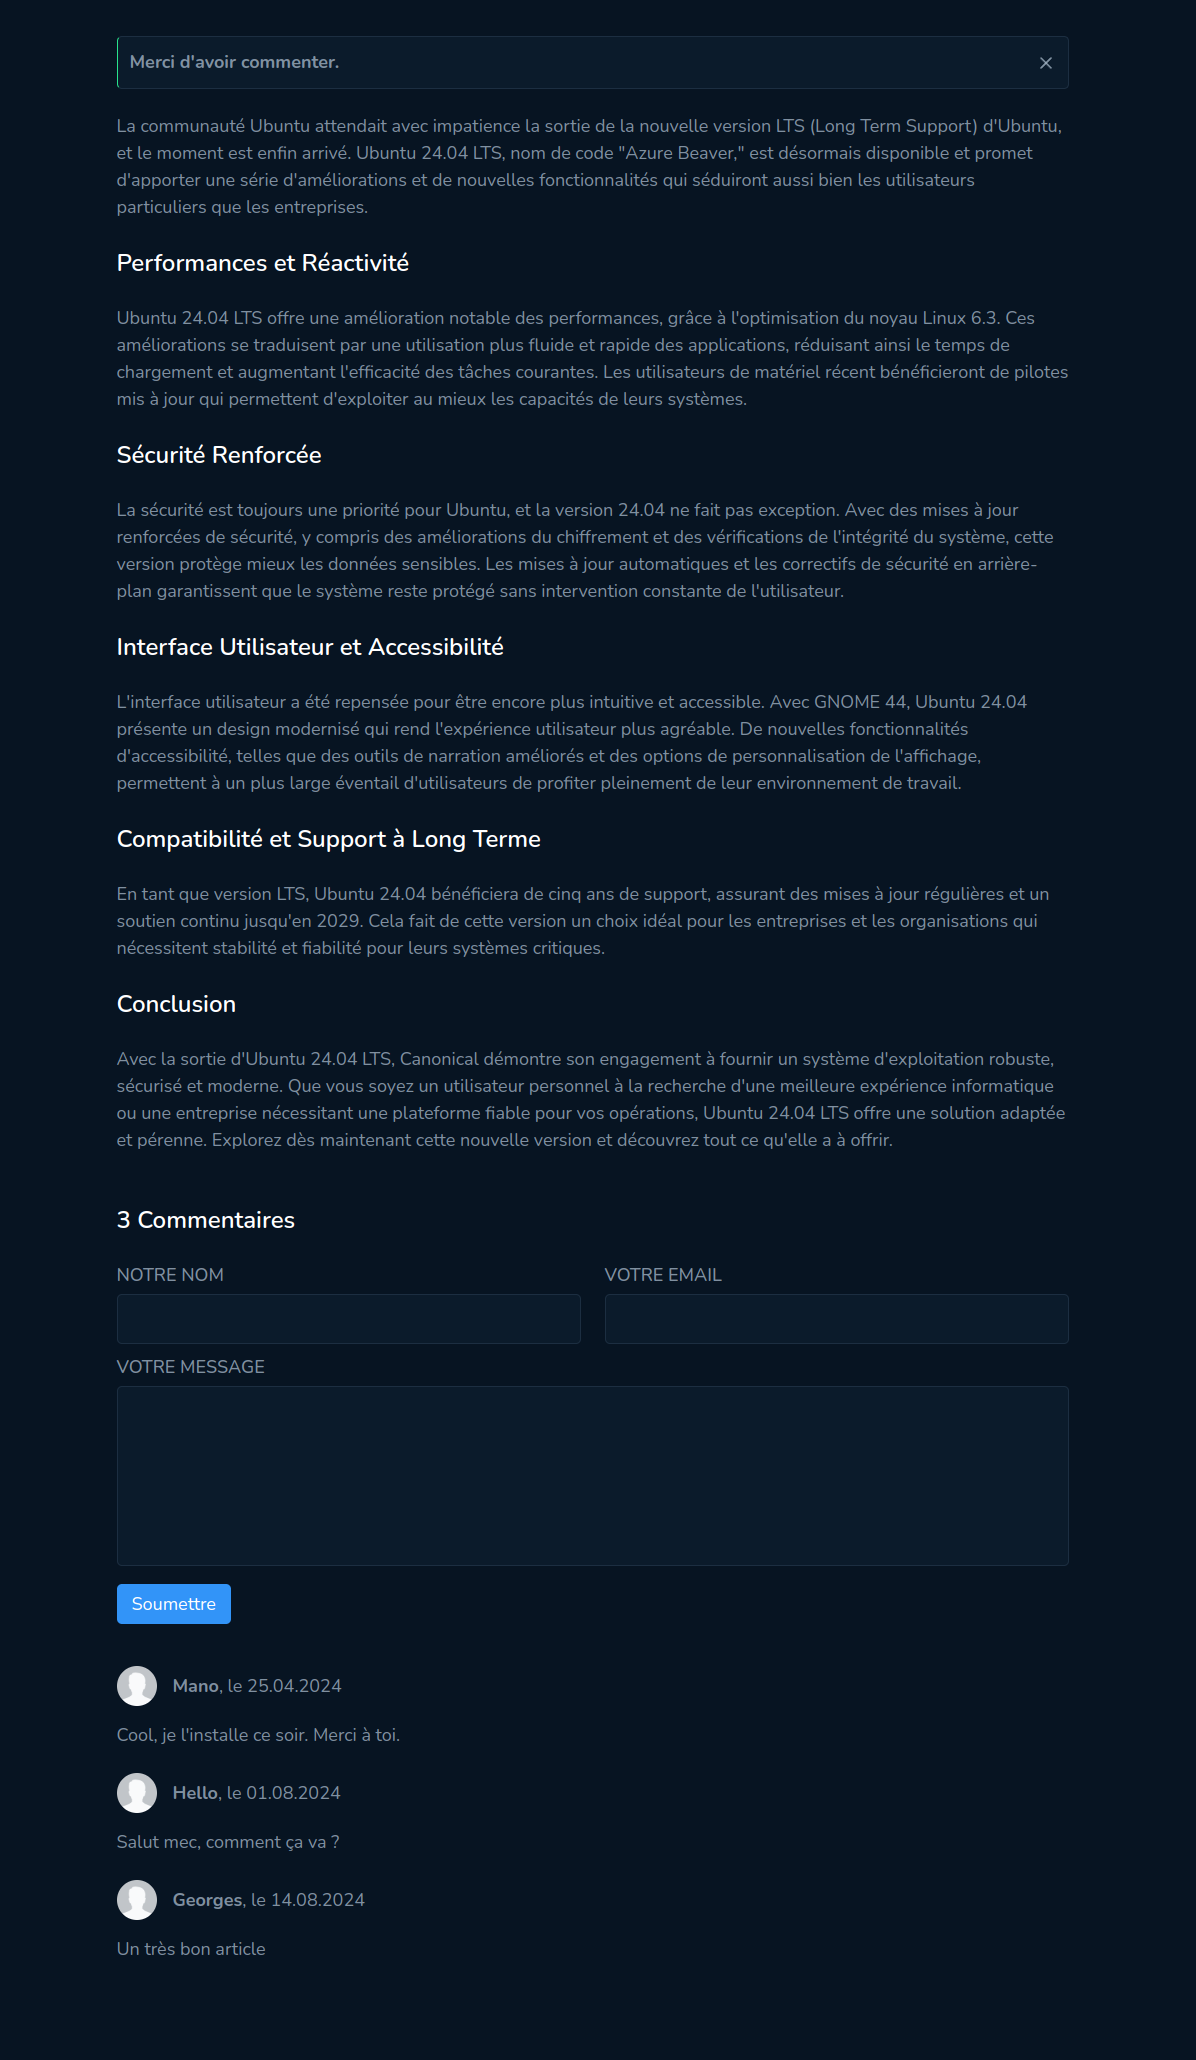 Merci d'avoir commenter.
La communauté Ubuntu attendait avec impatience la sortie de la nouvelle version LTS (Long Term Support) d'Ubuntu,
et le moment est enfin arrivé. Ubuntu 24.04 LTS, nom de code "Azure Beaver," est désormais disponible et promet
d'apporter une série d'améliorations et de nouvelles fonctionnalités qui séduiront aussi bien les utilisateurs
particuliers que les entreprises.
Performances et Réactivité
Ubuntu 24.04 LTS offre une amélioration notable des performances, grâce à l'optimisation du noyau Linux 6.3. Ces
améliorations se traduisent par une utilisation plus fluide et rapide des applications, réduisant ainsi le temps de
chargement et augmentant l'efficacité des tâches courantes. Les utilisateurs de matériel récent bénéficieront de pilotes
mis à jour qui permettent d'exploiter au mieux les capacités de leurs systèmes.
Sécurité Renforcée
La sécurité est toujours une priorité pour Ubuntu, et la version 24.04 ne fait pas exception. Avec des mises à jour
renforcées de sécurité, y compris des améliorations du chiffrement et des vérifications de l'intégrité du système, cette
version protège mieux les données sensibles. Les mises à jour automatiques et les correctifs de sécurité en arrière-
plan garantissent que le système reste protégé sans intervention constante de l'utilisateur.
Interface Utilisateur et Accessibilité
L'interface utilisateur a été repensée pour être encore plus intuitive et accessible. Avec GNOME 44, Ubuntu 24.04
présente un design modernisé qui rend l'expérience utilisateur plus agréable. De nouvelles fonctionnalités
d'accessibilité, telles que des outils de narration améliorés et des options de personnalisation de l'affichage,
permettent à un plus large éventail d'utilisateurs de profiter pleinement de leur environnement de travail.
Compatibilité et Support à Long Terme
En tant que version LTS, Ubuntu 24.04 bénéficiera de cinq ans de support, assurant des mises à jour régulières et un
soutien continu jusqu'en 2029. Cela fait de cette version un choix idéal pour les entreprises et les organisations qui
nécessitent stabilité et fiabilité pour leurs systèmes critiques.
Conclusion
Avec la sortie d'Ubuntu 24.04 LTS, Canonical démontre son engagement à fournir un système d'exploitation robuste,
sécurisé et moderne. Que vous soyez un utilisateur personnel à la recherche d'une meilleure expérience informatique
ou une entreprise nécessitant une plateforme fiable pour vos opérations, Ubuntu 24.04 LTS offre une solution adaptée
et pérenne. Explorez dès maintenant cette nouvelle version et découvrez tout ce qu'elle a à offrir.
3 Commentaires
NOTRE NOM
VOTRE EMAIL
VOTRE MESSAGE
Soumettre
Mano, le 25.04.2024
Cool, je l'installe ce soir. Merci à toi.
Hello, le 01.08.2024
Salut mec, comment ça va ?
Georges, le 14.08.2024
Un très bon article